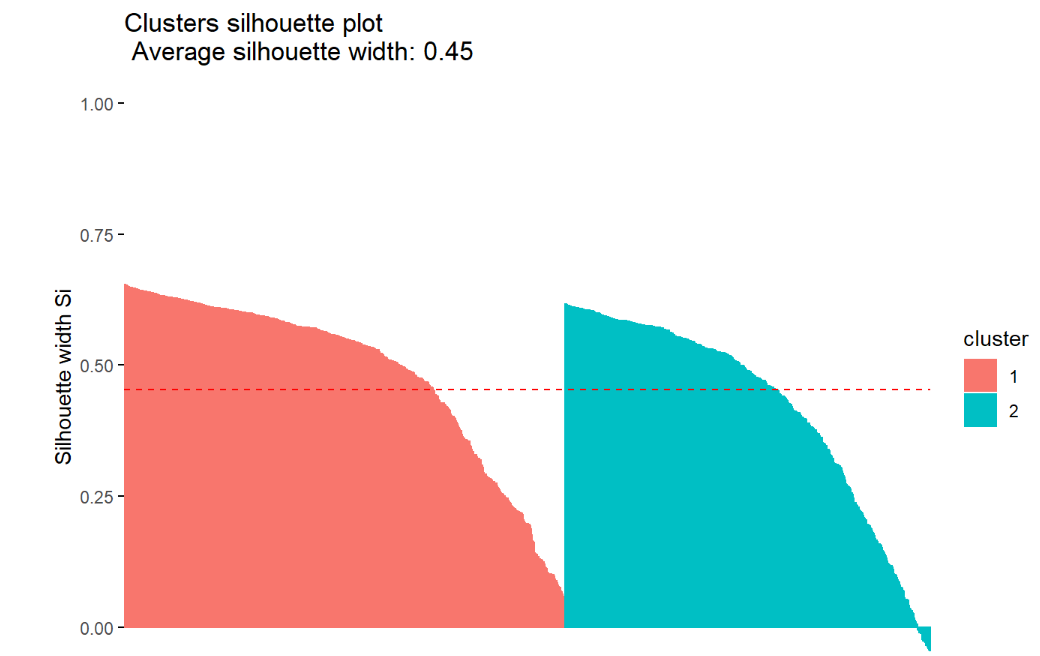 Clusters silhouette plot
Average silhouette width: 0.45
1.00
0.75
0.50
0.25
0.00
Silhouette width Si
cluster
1
2